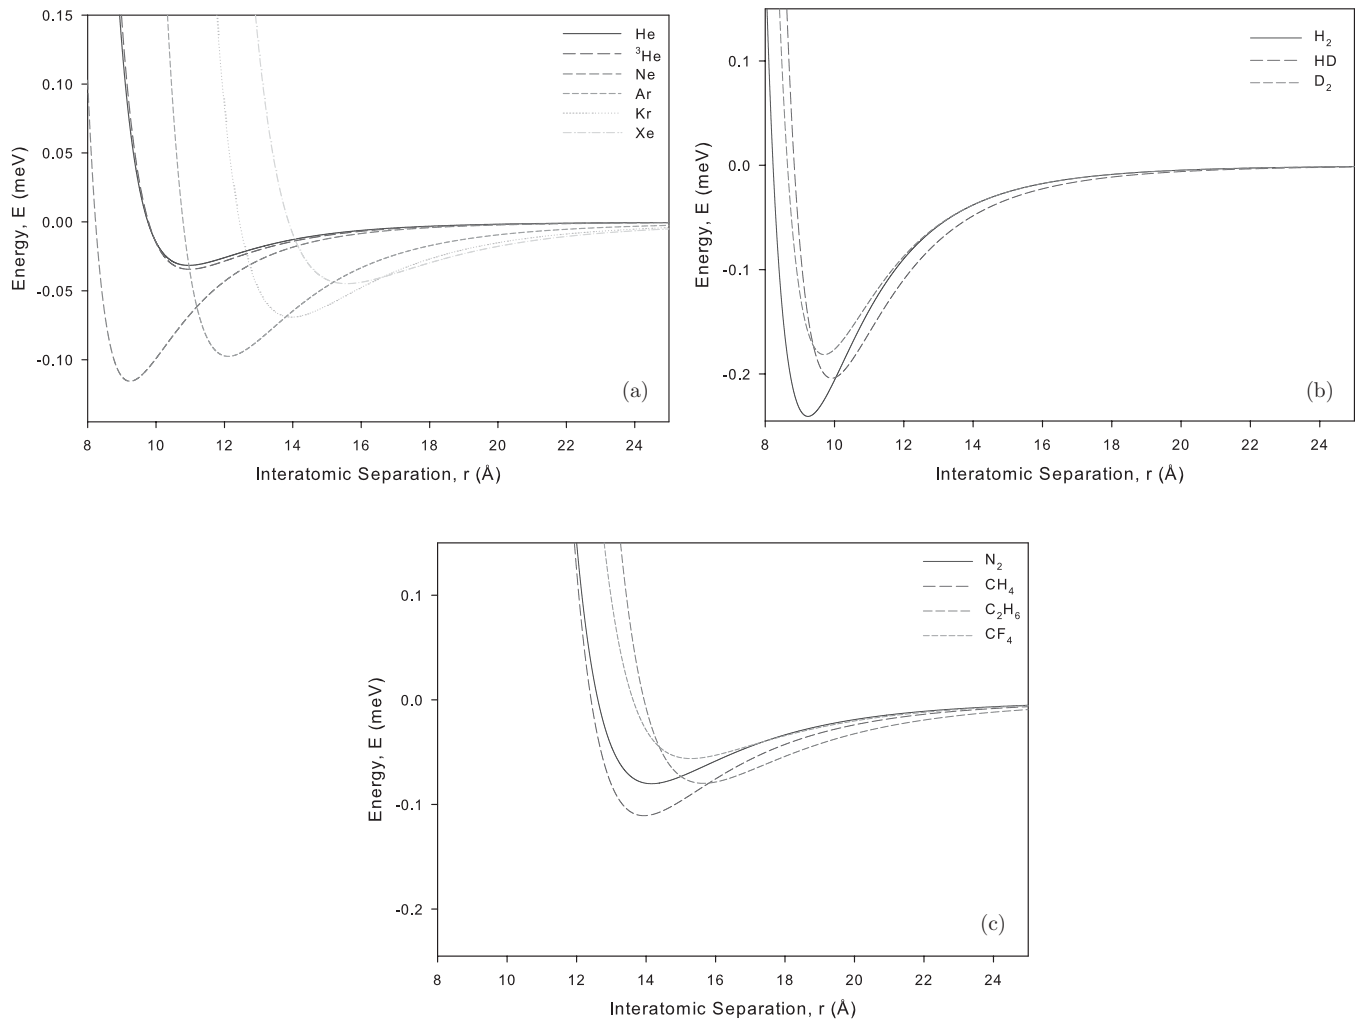 0.15
0.10
0.05
0.00
-0.05
-0.10
Energy, E (meV)
8 10 12 14 16 18 20 22 24
Interatomic Separation, r (Å)
He
³He
Ne
Ar
Kr
Xe
(a)
0.1
0.0
-0.1
-0.2
Energy, E (meV)
8 10 12 14 16 18 20 22 24
Interatomic Separation, r (Å)
H₂
HD
D₂
(b)
0.1
0.0
-0.1
-0.2
Energy, E (meV)
8 10 12 14 16 18 20 22 24
Interatomic Separation, r (Å)
N₂
CH₄
C₂H₆
CF₄
(c)